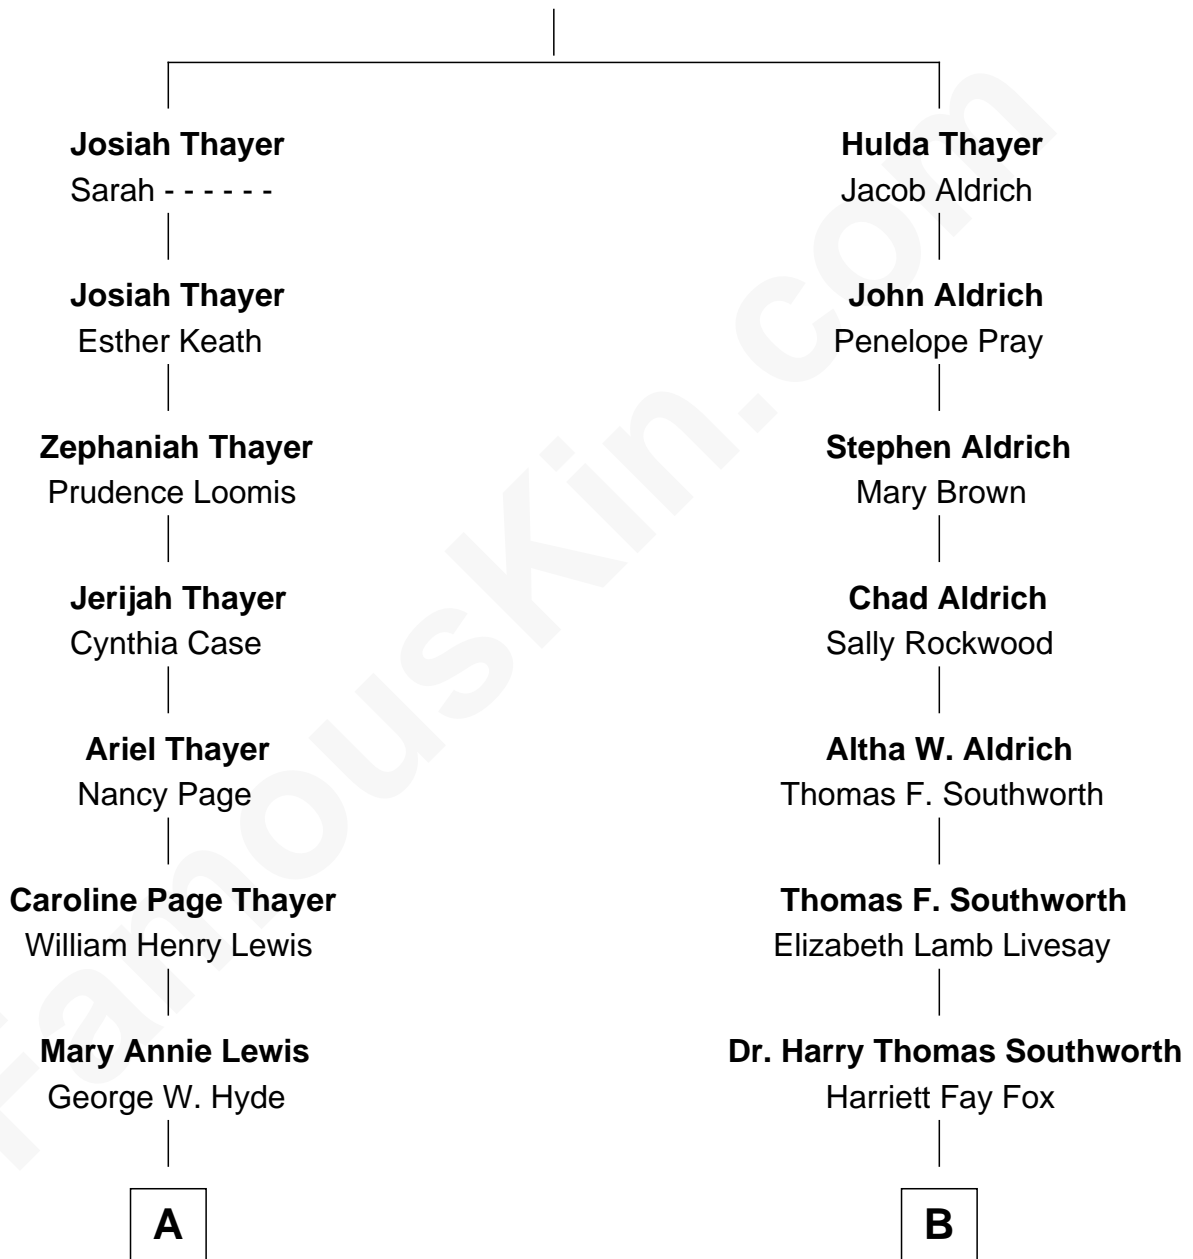 Josiah Thayer
Sarah - - - - - -
Josiah Thayer
Esther Keath
Zephaniah Thayer
Prudence Loomis
Jerijah Thayer
Cynthia Case
Ariel Thayer
Nancy Page
Caroline Page Thayer
William Henry Lewis
Mary Annie Lewis
George W. Hyde
A
Hulda Thayer
Jacob Aldrich
John Aldrich
Penelope Pray
Stephen Aldrich
Mary Brown
Chad Aldrich
Sally Rockwood
Altha W. Aldrich
Thomas F. Southworth
Thomas F. Southworth
Elizabeth Lamb Livesay
Dr. Harry Thomas Southworth
Harriett Fay Fox
B
FamousKin.com